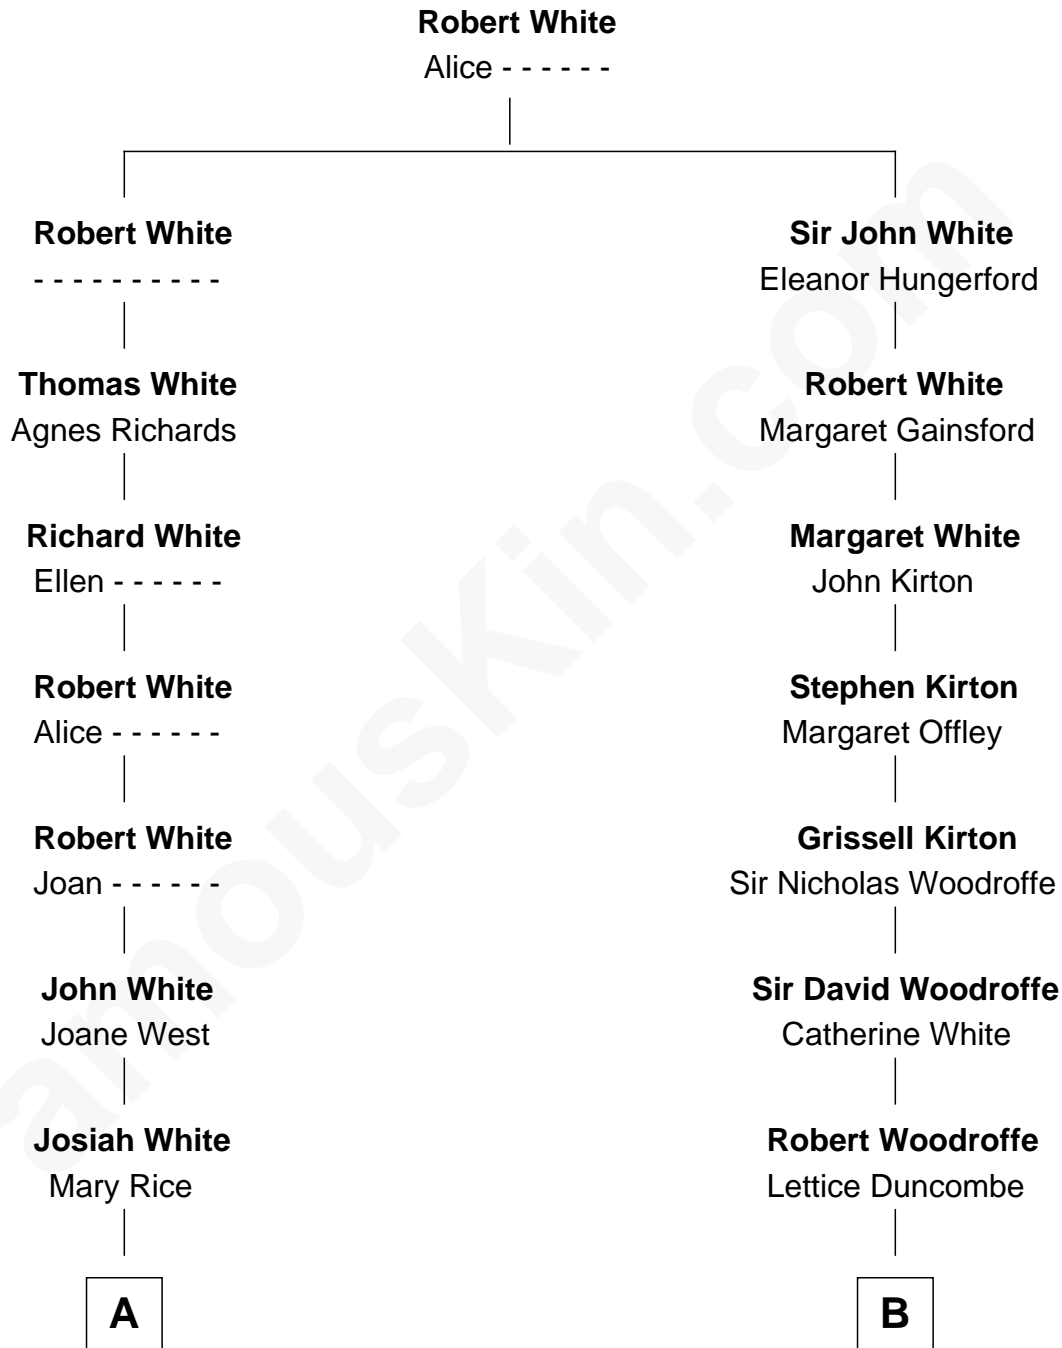 Robert White
Alice - - - - - -
Robert White
- - - - - - - - - -
Sir John White
Eleanor Hungerford
Thomas White
Agnes Richards
Robert White
Margaret Gainsford
Richard White
Ellen - - - - - -
Margaret White
John Kirton
Robert White
Alice - - - - - -
Stephen Kirton
Margaret Offley
Robert White
Joan - - - - - -
Grissell Kirton
Sir Nicholas Woodroffe
John White
Joane West
Sir David Woodroffe
Catherine White
Josiah White
Mary Rice
Robert Woodroffe
Lettice Duncombe
A
B
amousKin.com